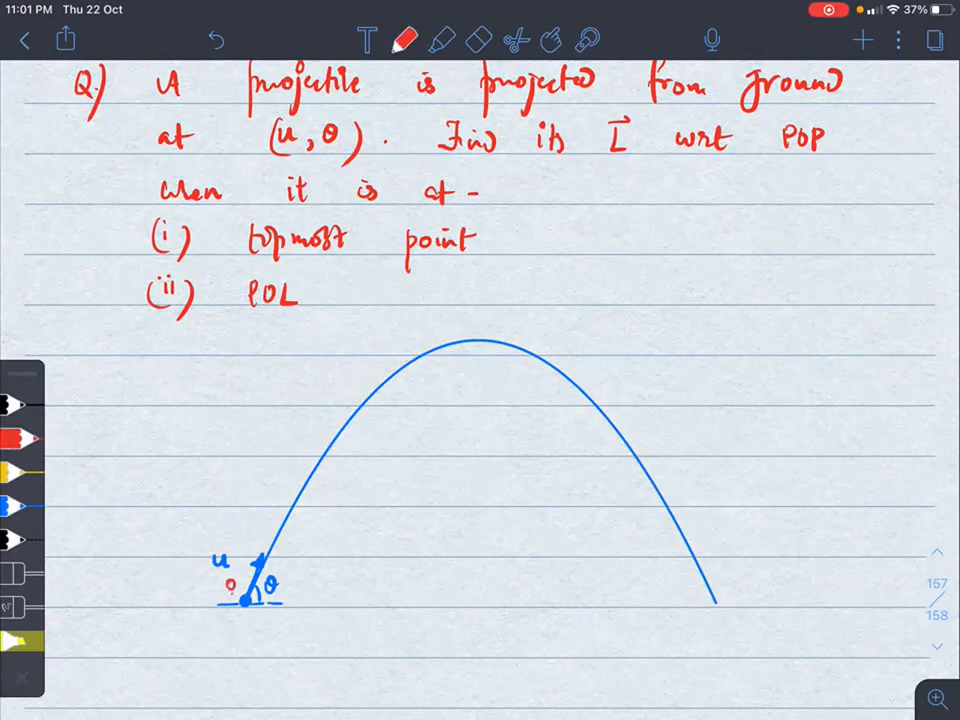 11:01 PM Thu 22 Oct 37%
Q.) A projectile is projected from ground
at (u, θ). Find its L⃗ wrt POP
when it is at -
(i) topmost point
(ii) POL
u
O θ
157
158